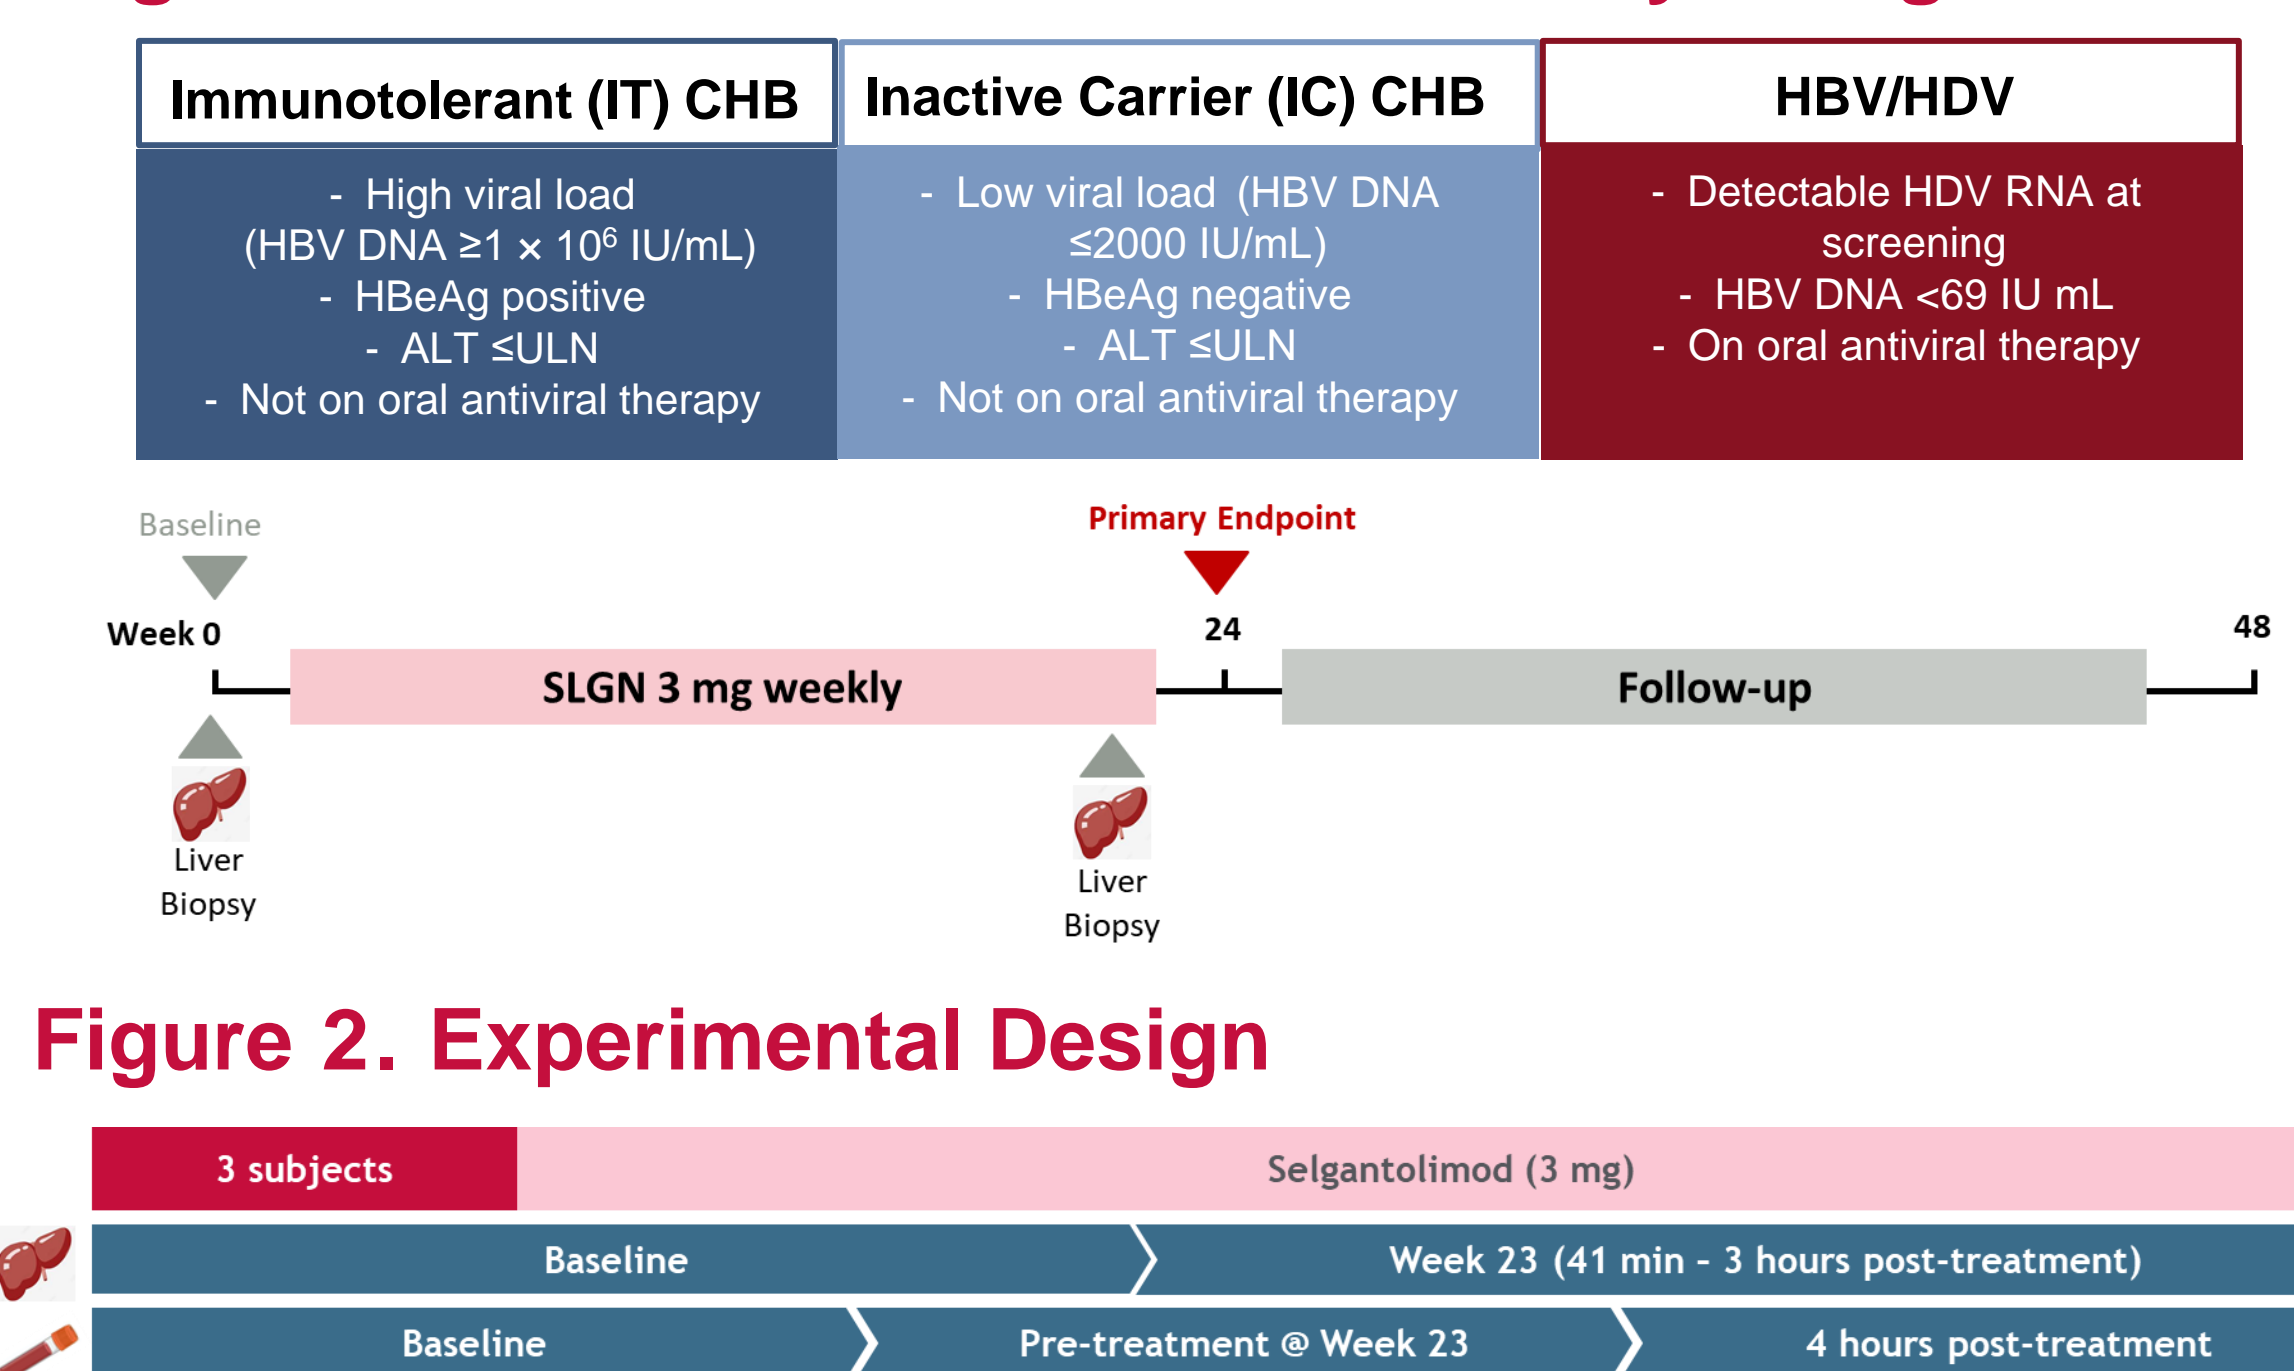 Immunotolerant (IT) CHB
- High viral load
(HBV DNA ≥1 × 10⁶ IU/mL)
- HBeAg positive
- ALT ≤ULN
- Not on oral antiviral therapy
Inactive Carrier (IC) CHB
- Low viral load (HBV DNA
≤2000 IU/mL)
- HBeAg negative
- ALT ≤ULN
- Not on oral antiviral therapy
HBV/HDV
- Detectable HDV RNA at
screening
- HBV DNA <69 IU mL
- On oral antiviral therapy
Baseline
Primary Endpoint
Week 0
24
48
SLGN 3 mg weekly
Follow-up
Liver
Biopsy
Liver
Biopsy
Figure 2. Experimental Design
3 subjects
Selgantolimod (3 mg)
Baseline
Week 23 (41 min – 3 hours post-treatment)
Baseline
Pre-treatment @ Week 23
4 hours post-treatment